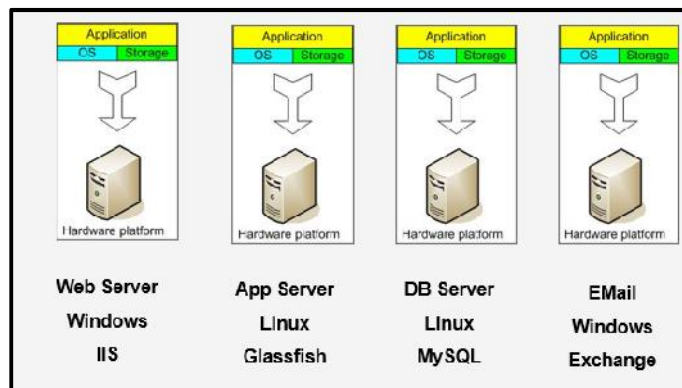 Application
OS Storage
Hardware platform
Web Server
Windows
IIS
Application
OS Storage
Hardware platform
App Server
Linux
Glassfish
Application
OS Storage
Hardware platform
DB Server
Linux
MySQL
Application
OS Storage
Hardware platform
EMail
Windows
Exchange